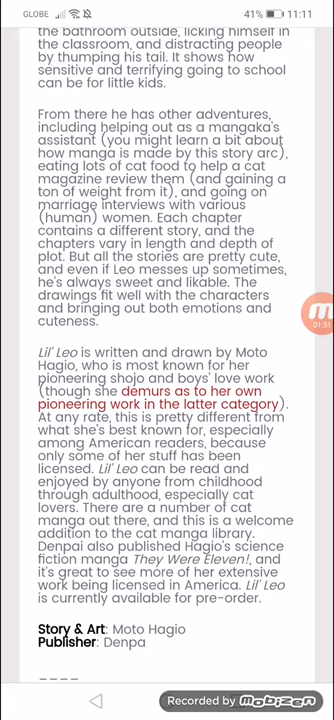 GLOBE
41%
11:11
the bathroom outside, licking himself in
the classroom, and distracting people
by thumping his tail. It shows how
sensitive and terrifying going to school
can be for little kids.
From there he has other adventures,
including helping out as a mangaka's
assistant (you might learn a bit about
how manga is made by this story arc),
eating lots of cat food to help a cat
magazine review them (and gaining a
ton of weight from it), and going on
marriage interviews with various
(human) women. Each chapter
contains a different story, and the
chapters vary in length and depth of
plot. But all the stories are pretty cute,
and even if Leo messes up sometimes,
he's always sweet and likable. The
drawings fit well with the characters
and bringing out both emotions and
cuteness.
M
01:51
Lil' Leo is written and drawn by Moto
Hagio, who is most known for her
pioneering shojo and boys' love work
(though she demurs as to her own
pioneering work in the latter category).
At any rate, this is pretty different from
what she's best known for, especially
among American readers, because
only some of her stuff has been
licensed. Lil' Leo can be read and
enjoyed by anyone from childhood
through adulthood, especially cat
lovers. There are a number of cat
manga out there, and this is a welcome
addition to the cat manga library.
Denpai also published Hagio's science
fiction manga They Were Eleven!, and
it's great to see more of her extensive
work being licensed in America. Lil' Leo
is currently available for pre-order.
Story & Art: Moto Hagio
Publisher: Denpa
----
Recorded by MOBIZEN